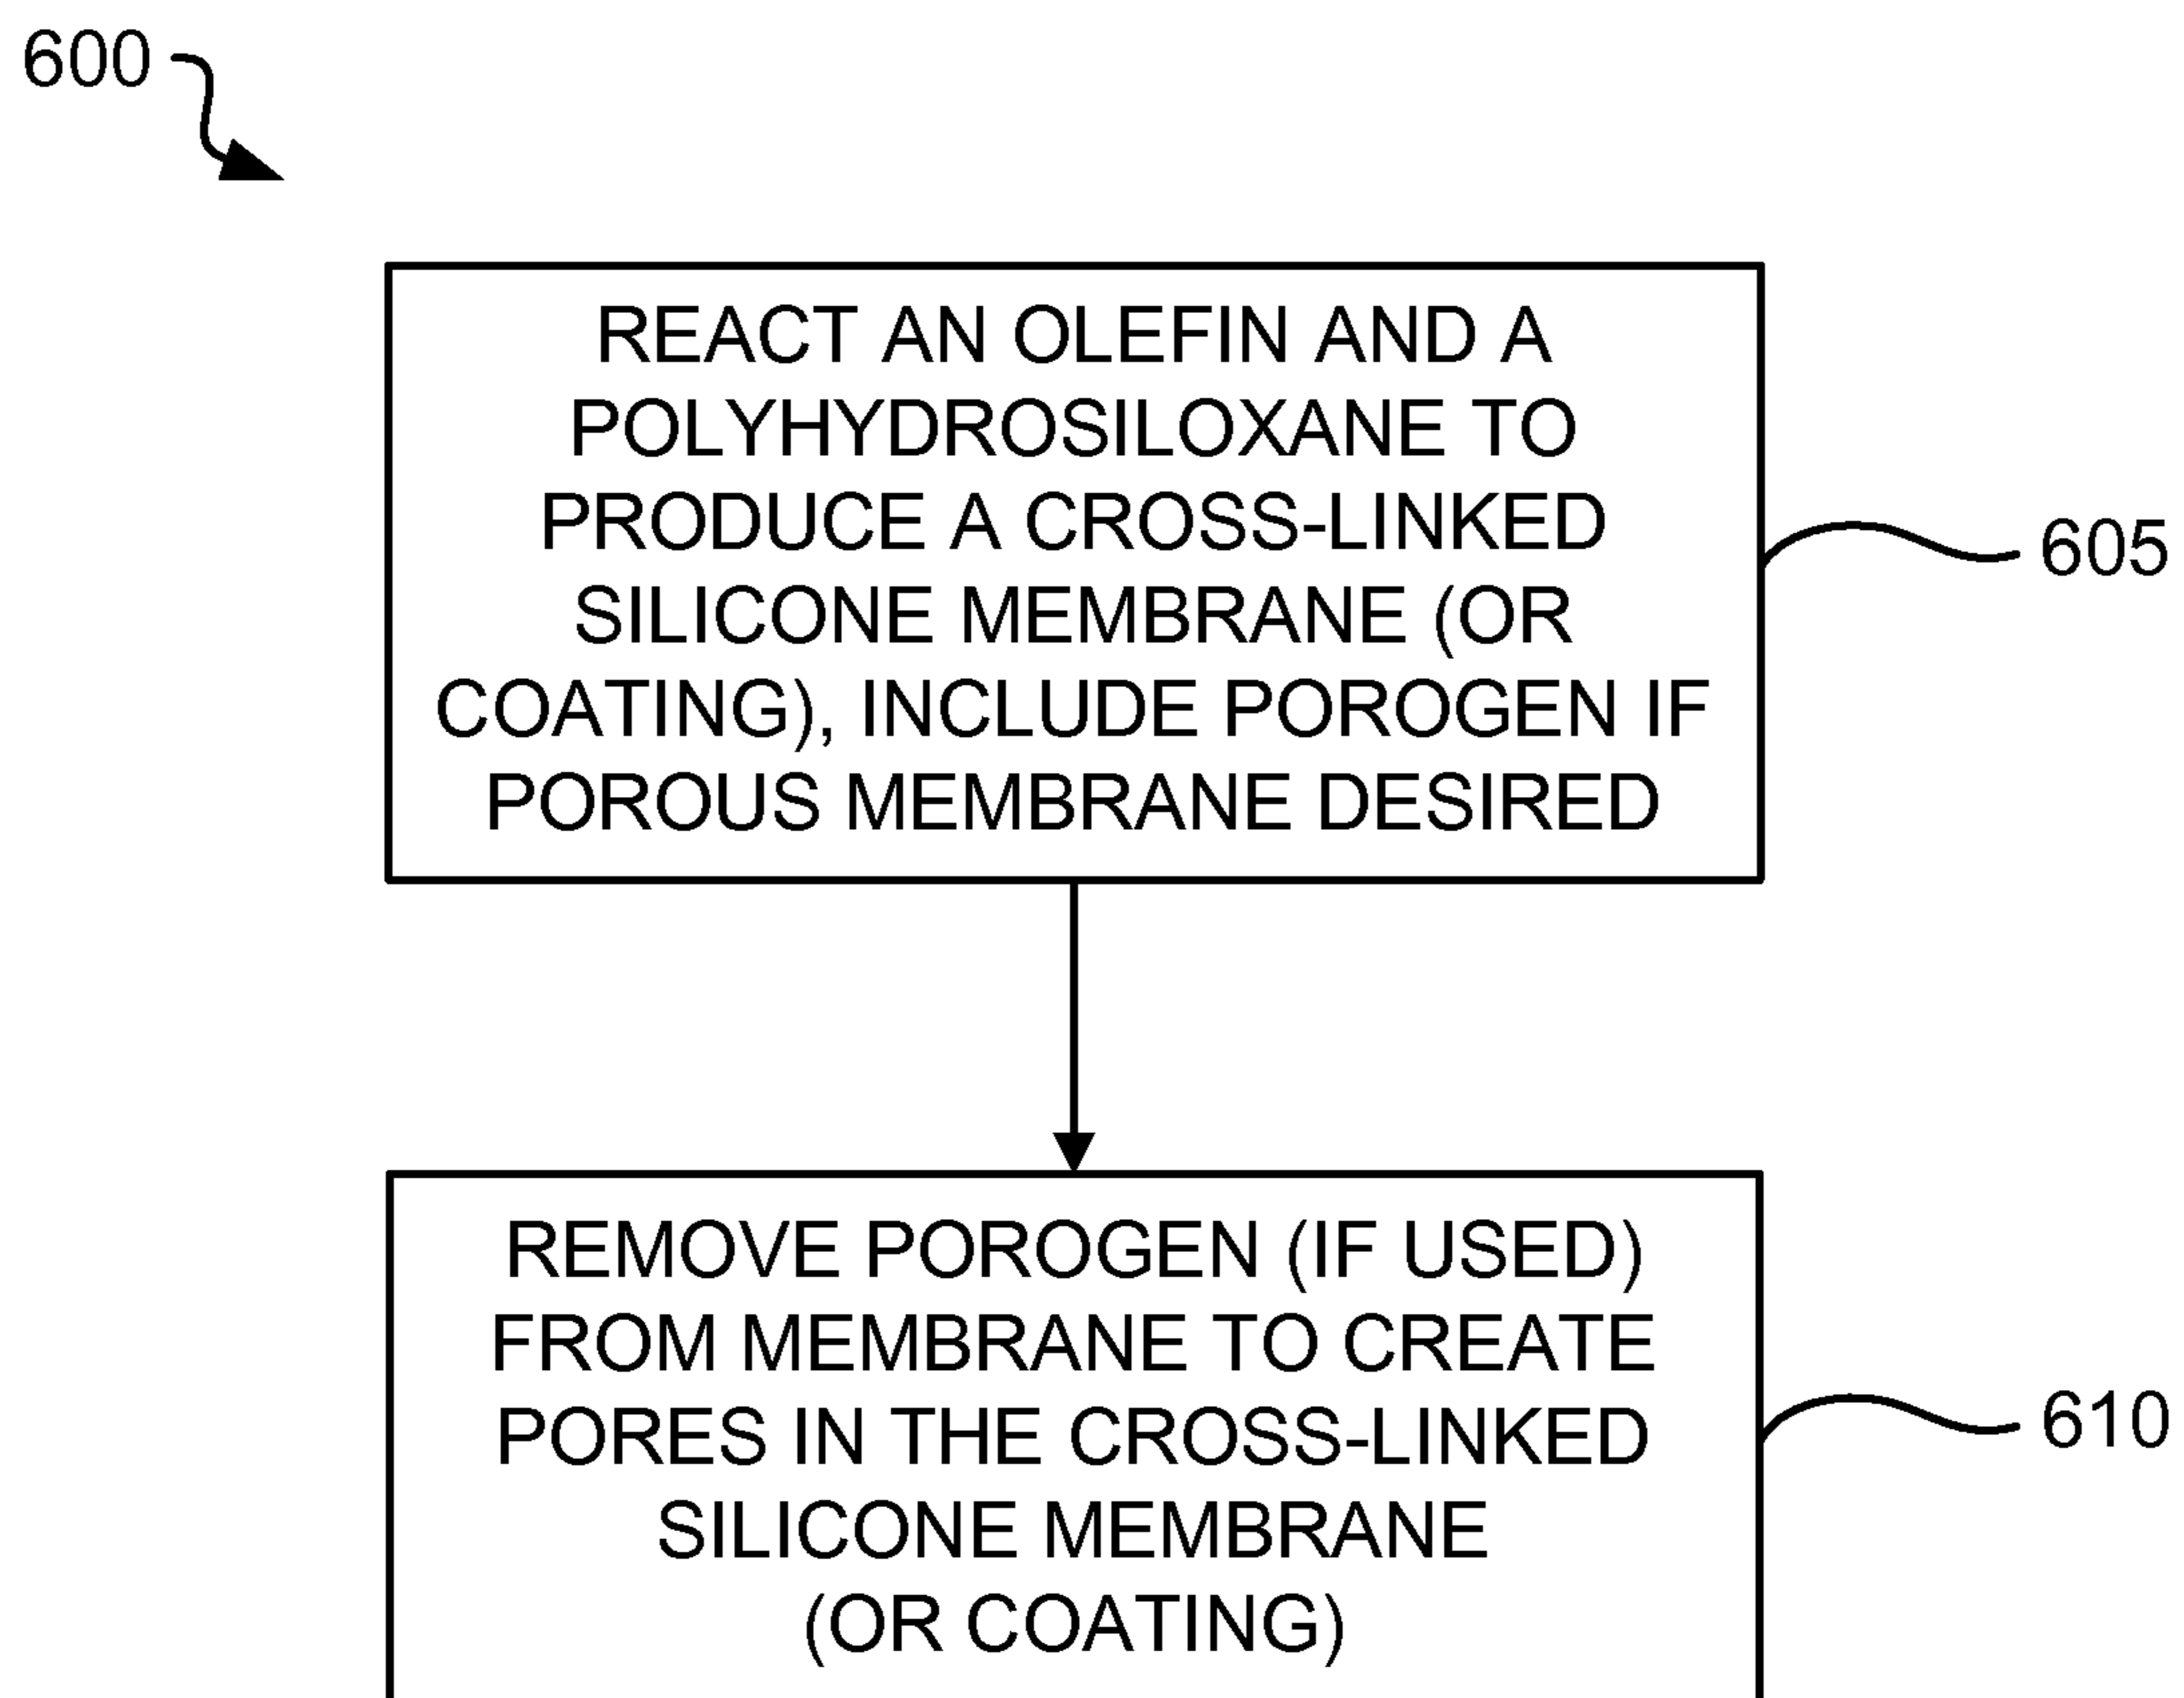 600
REACT AN OLEFIN AND A
POLYHYDROSILOXANE TO
PRODUCE A CROSS-LINKED
SILICONE MEMBRANE (OR
COATING), INCLUDE POROGEN IF
POROUS MEMBRANE DESIRED
605
REMOVE POROGEN (IF USED)
FROM MEMBRANE TO CREATE
PORES IN THE CROSS-LINKED
SILICONE MEMBRANE
(OR COATING)
610